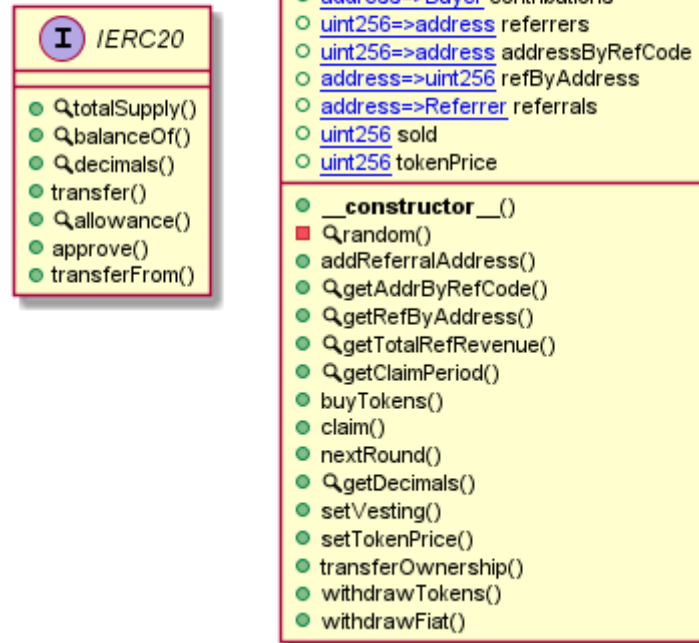 I IERC20
totalSupply()
balanceOf()
decimals()
transfer()
allowance()
approve()
transferFrom()
address=>Buyer contributions
uint256=>address referrers
uint256=>address addressByRefCode
address=>uint256 refByAddress
address=>Referrer referrals
uint256 sold
uint256 tokenPrice
__constructor__()
random()
addReferralAddress()
getAddrByRefCode()
getRefByAddress()
getTotalRefRevenue()
getClaimPeriod()
buyTokens()
claim()
nextRound()
getDecimals()
setVesting()
setTokenPrice()
transferOwnership()
withdrawTokens()
withdrawFiat()